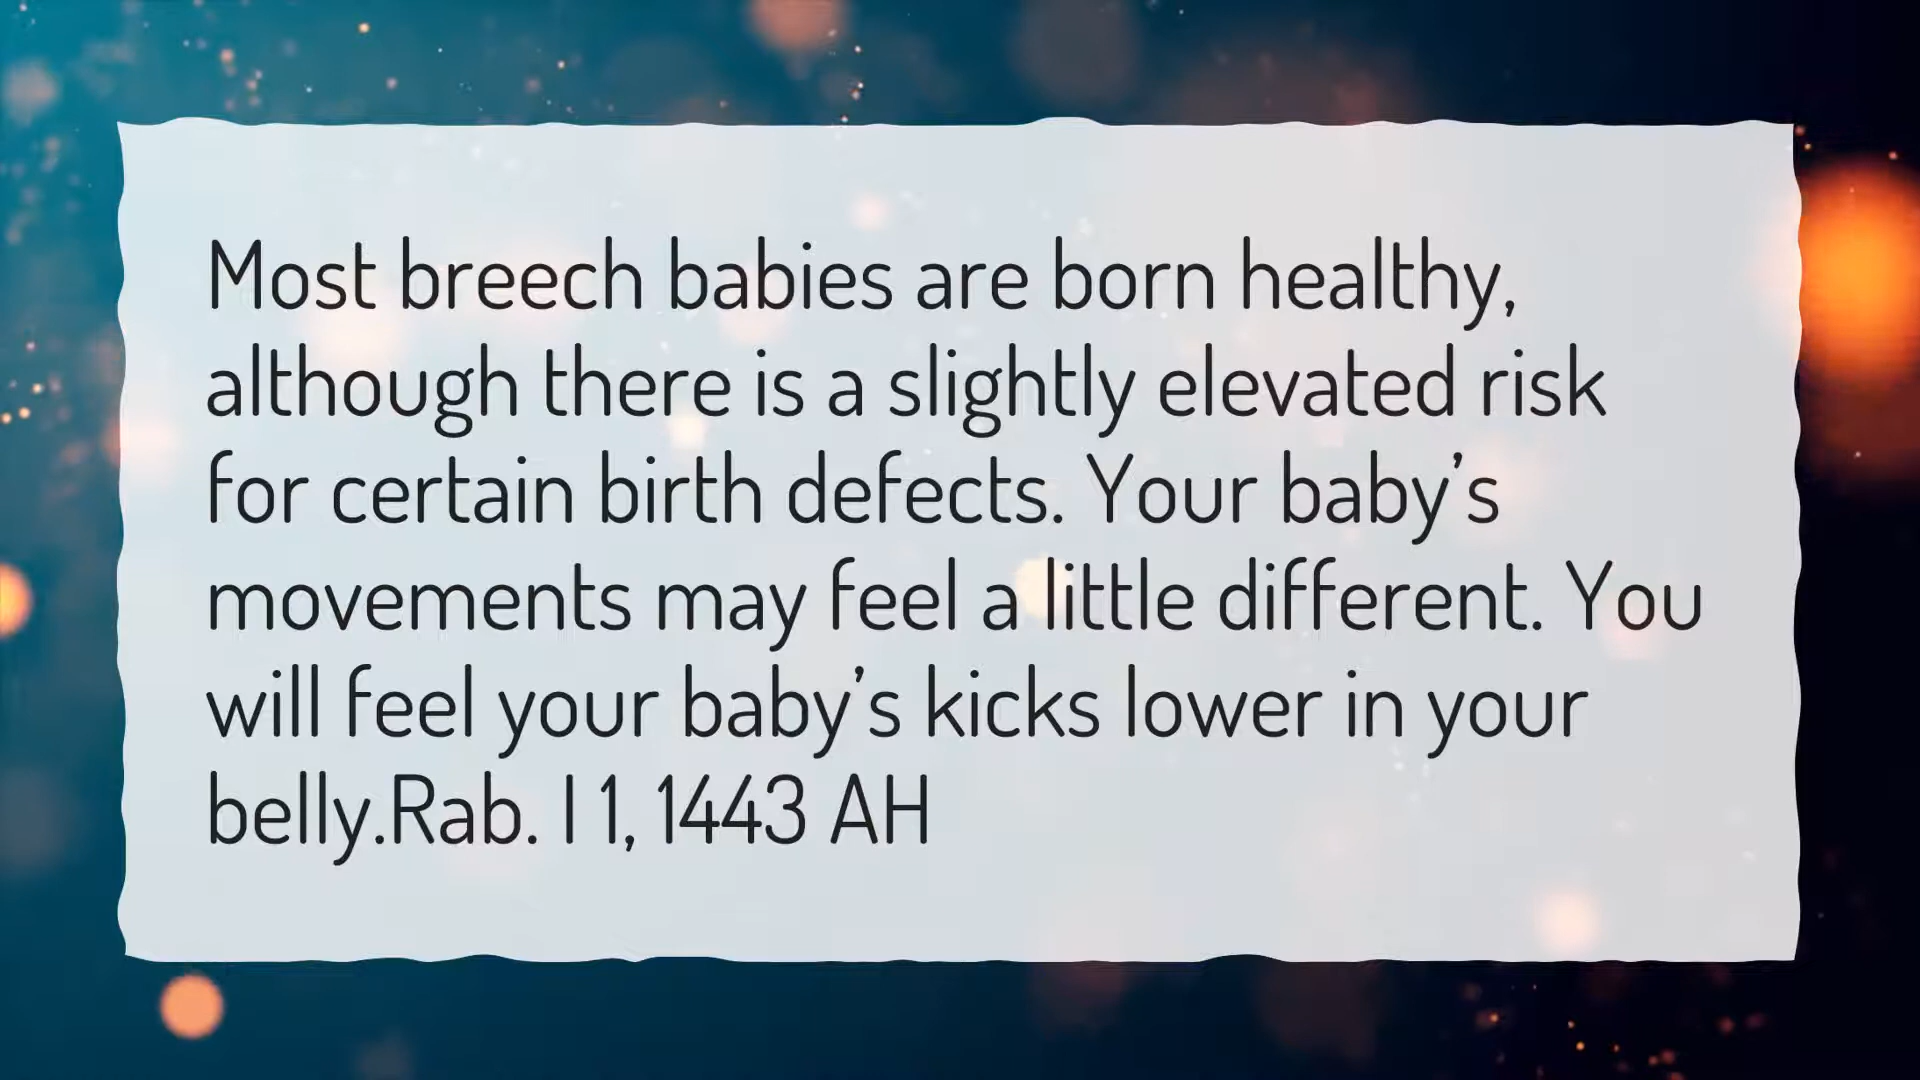 Most breech babies are born healthy,
although there is a slightly elevated risk
for certain birth defects. Your baby’s
movements may feel a little different. You
will feel your baby’s kicks lower in your
belly.Rab. I 1, 1443 AH